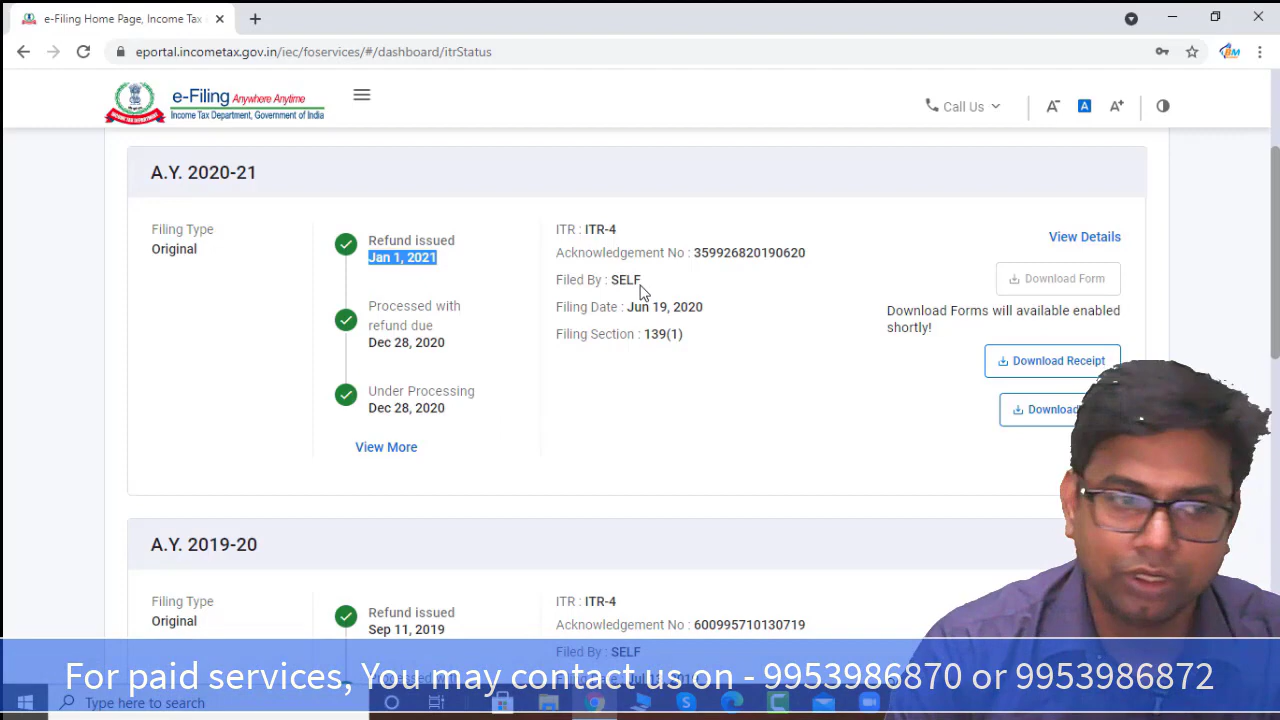 e-Filing Home Page, Income Tax
eportal.incometax.gov.in/iec/foservices/#/dashboard/itrStatus
e-Filing Anywhere Anytime
Income Tax Department, Government of India
Call Us
A- A A+
A.Y. 2020-21
Filing Type
Original
Refund issued
Jan 1, 2021
Processed with
refund due
Dec 28, 2020
Under Processing
Dec 28, 2020
View More
ITR : ITR-4
Acknowledgement No : 359926820190620
Filed By : SELF
Filing Date : Jun 19, 2020
Filing Section : 139(1)
View Details
Download Form
Download Forms will available enabled
shortly!
Download Receipt
Download
A.Y. 2019-20
Filing Type
Original
Refund issued
Sep 11, 2019
ITR : ITR-4
Acknowledgement No : 600995710130719
Filed By : SELF
For paid services, You may contact us on - 9953986870 or 9953986872
Type here to search